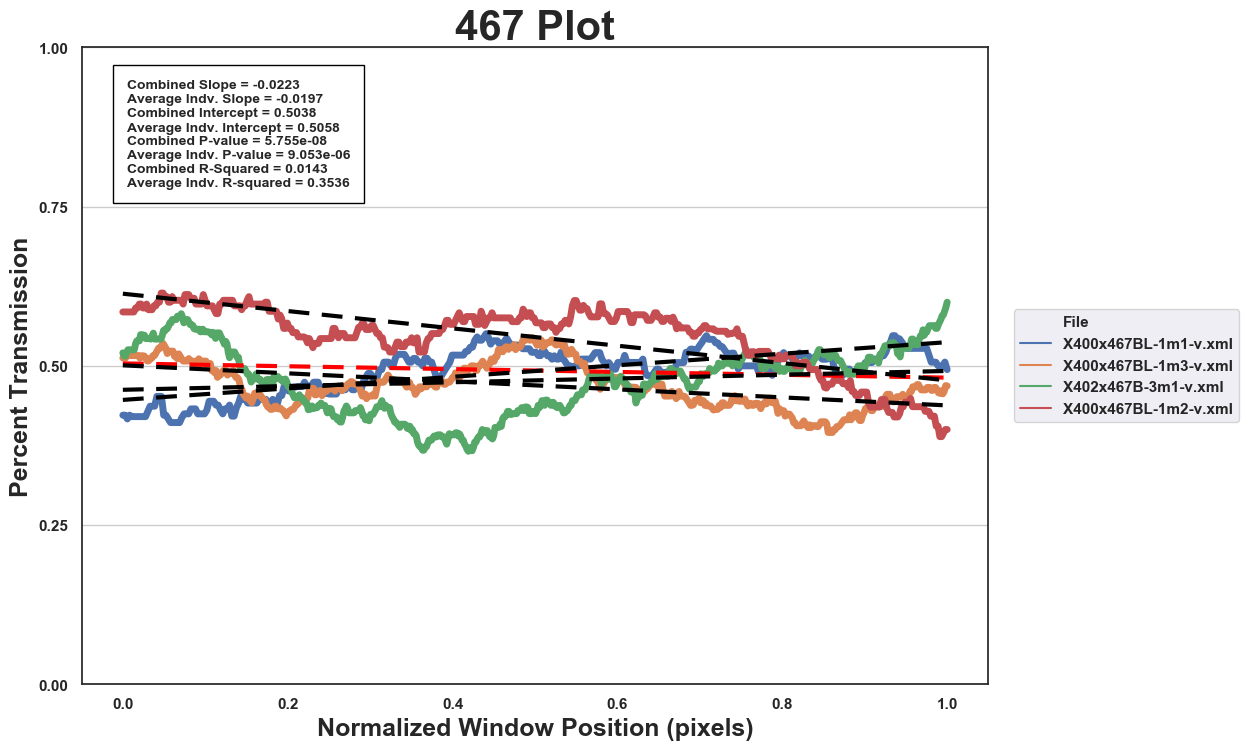 467 Plot
1.00
Combined Slope = -0.0223
Average Indv. Slope = -0.0197
Combined Intercept = 0.5038
Average Indv. Intercept = 0.5058
Combined P-value = 5.755e-08
Average Indv. P-value = 9.053e-06
Combined R-Squared = 0.0143
Average Indv. R-squared = 0.3536
0.75
0.50
0.25
0.00
Percent Transmission
0.0 0.2 0.4 0.6 0.8 1.0
Normalized Window Position (pixels)
File
X400x467BL-1m1-v.xml
X400x467BL-1m3-v.xml
X402x467B-3m1-v.xml
X400x467BL-1m2-v.xml